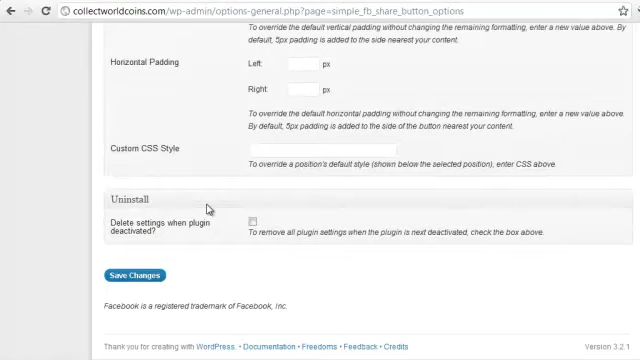 collectworldcoins.com/wp-admin/options-general.php?page=simple_fb_share_button_options
To override the default vertical padding without changing the remaining formatting, enter a new value above. By
default, 5px padding is added to the side nearest your content.
Horizontal Padding
Left: px
Right: px
To override the default horizontal padding without changing the remaining formatting, enter a new value above.
By default, 5px padding is added to the side of the button nearest your content.
Custom CSS Style
To override a position's default style (shown below the selected position), enter CSS above.
Uninstall
Delete settings when plugin
deactivated?
To remove all plugin settings when the plugin is next deactivated, check the box above.
Save Changes
Facebook is a registered trademark of Facebook, Inc.
Thank you for creating with WordPress. • Documentation • Freedoms • Feedback • Credits
Version 3.2.1